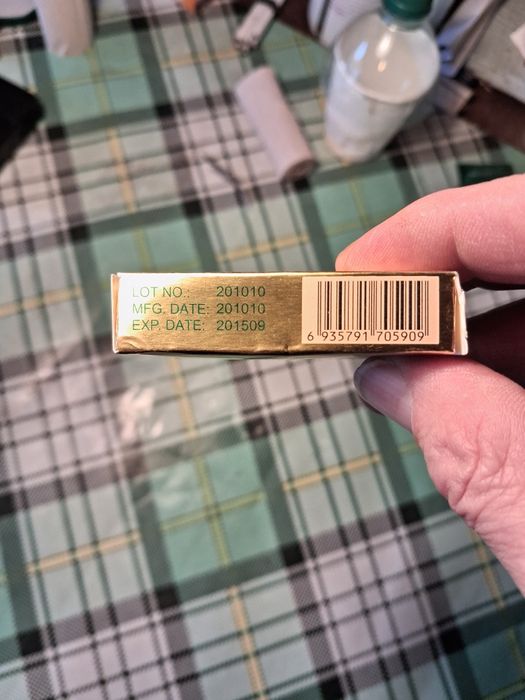 LOT NO.: 201010
MFG. DATE: 201010
EXP. DATE: 201509
6 935791 705909